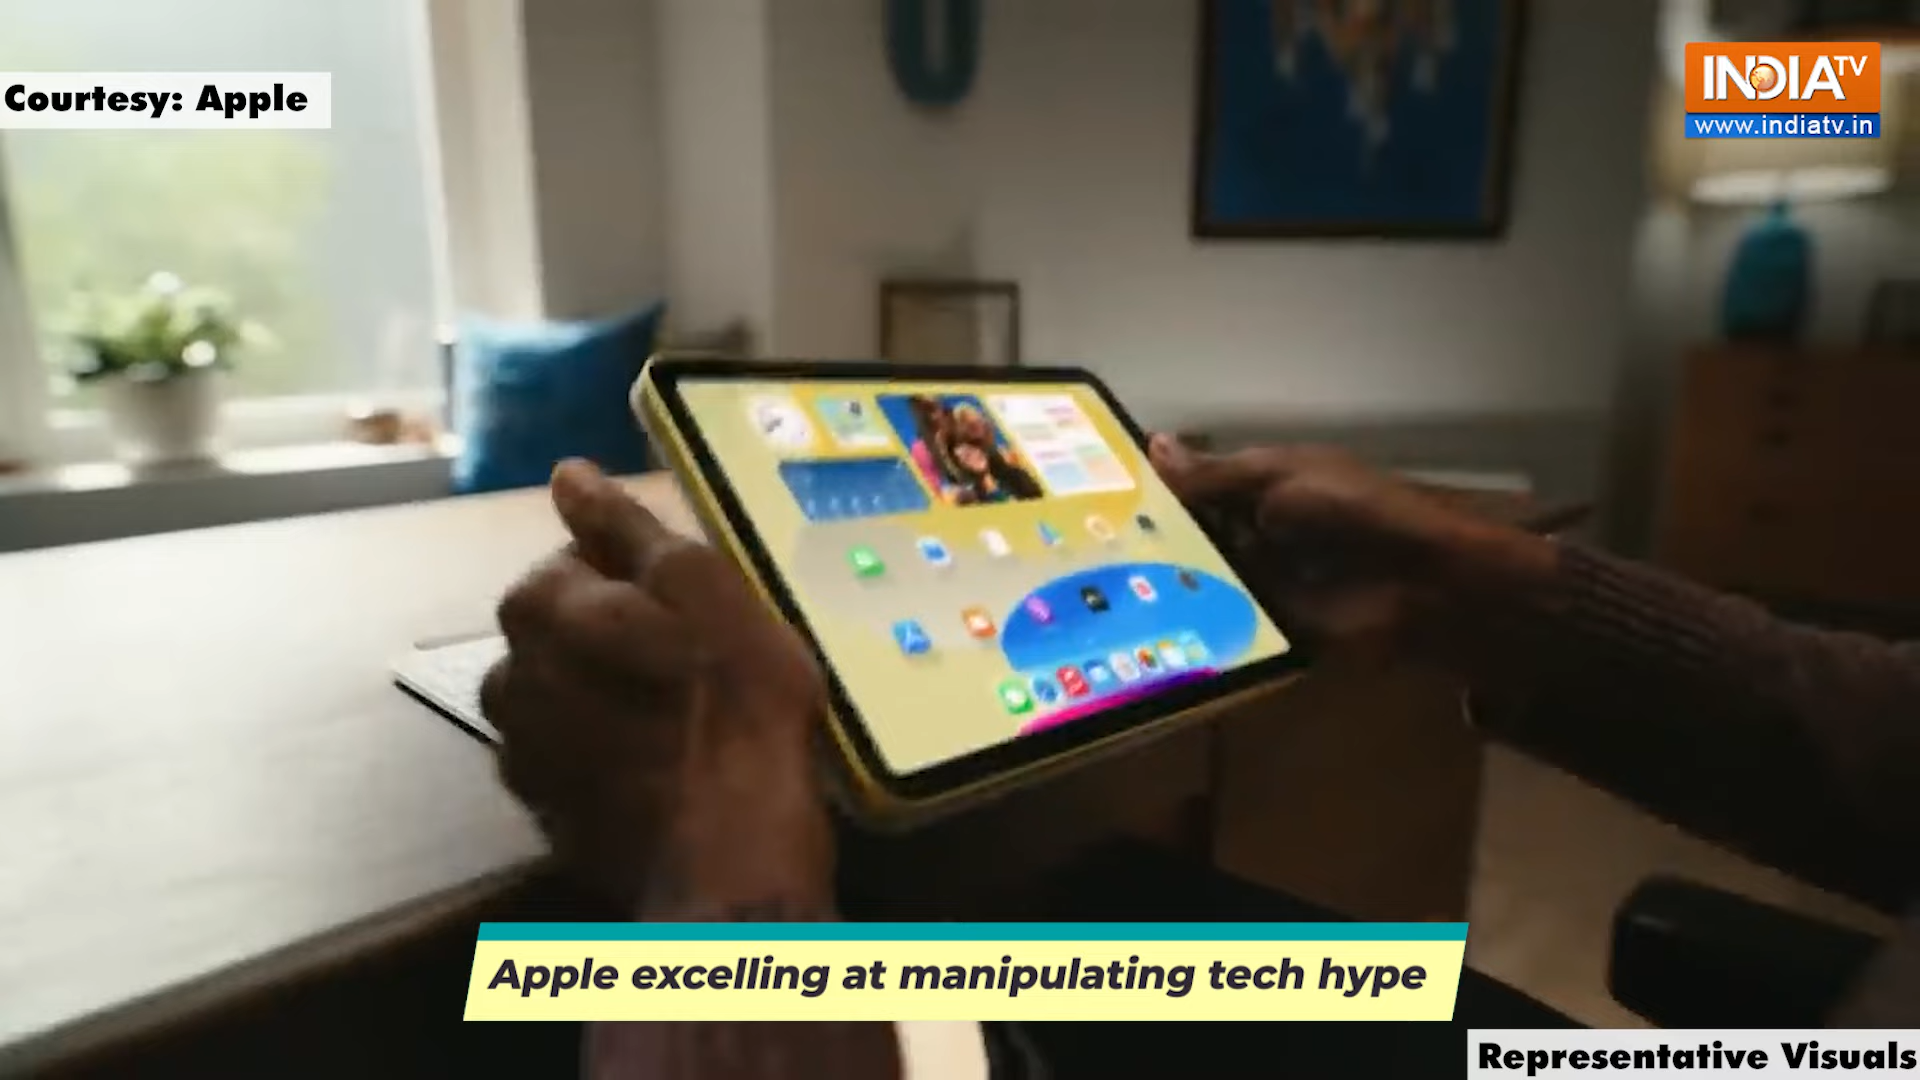 Courtesy: Apple
INDIA TV
www.indiatv.in
Apple excelling at manipulating tech hype
Representative Visuals